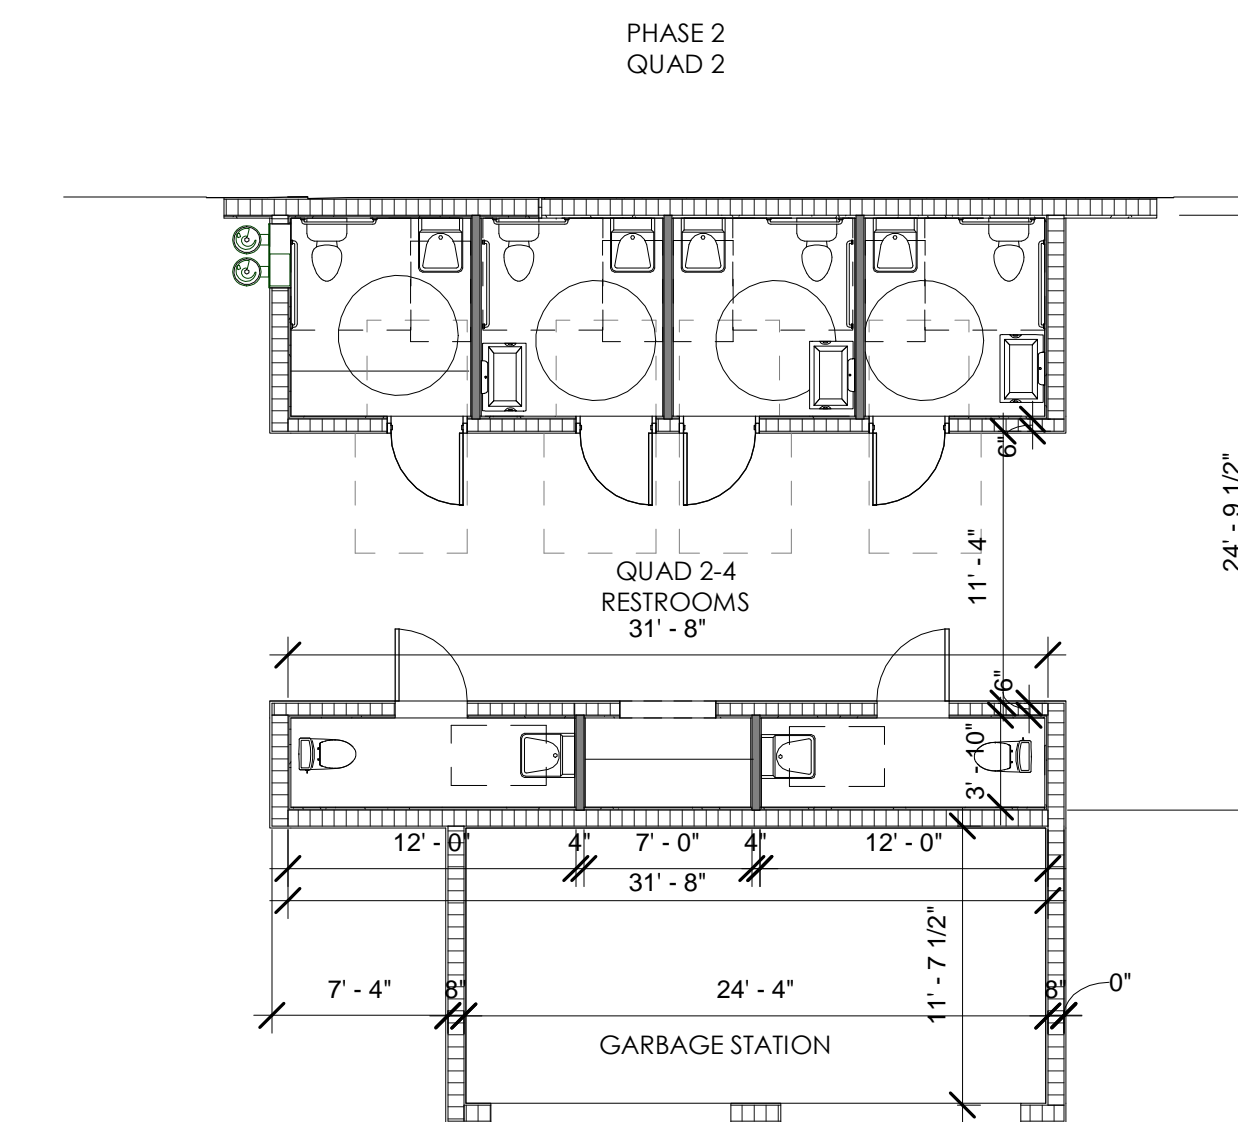 PHASE 2
QUAD 2
6"
24' - 9 1/2"
11' - 4"
QUAD 2-4
RESTROOMS
31' - 8"
6"
3' - 10"
12' - 0"
4"
7' - 0"
4"
12' - 0"
31' - 8"
11' - 7 1/2"
7' - 4"
8"
24' - 4"
8"
0"
GARBAGE STATION